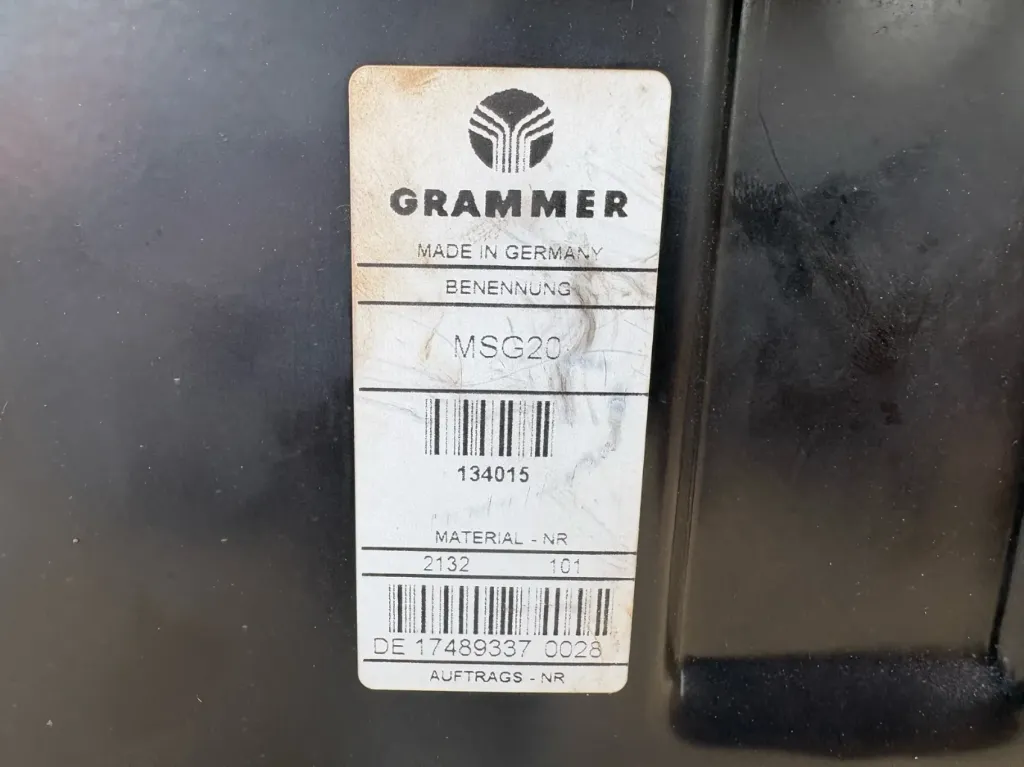 GRAMMER
MADE IN GERMANY
BENENNUNG
MSG20
134015
MATERIAL - NR
2132 101
DE 17489337 0028
AUFTRAGS - NR